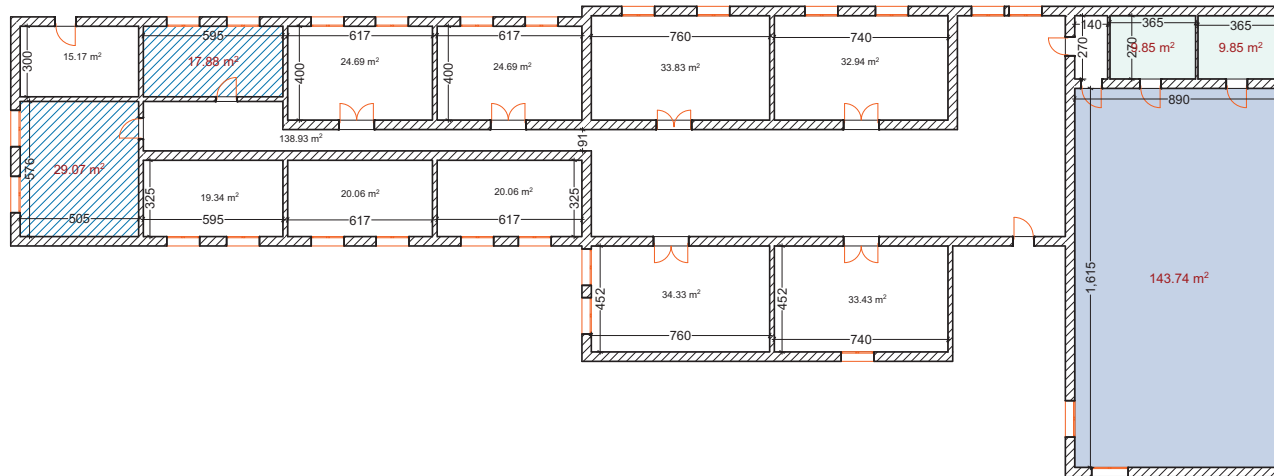 595
617
617
760
740
140
365
365
15.17 m²
17.88 m²
24.69 m²
24.69 m²
33.83 m²
32.94 m²
9.85 m²
9.85 m²
300
400
400
270
270
890
138.93 m²
91
576
29.07 m²
505
325
19.34 m²
20.06 m²
20.06 m²
325
595
617
617
1,615
143.74 m²
452
34.33 m²
452
33.43 m²
760
740